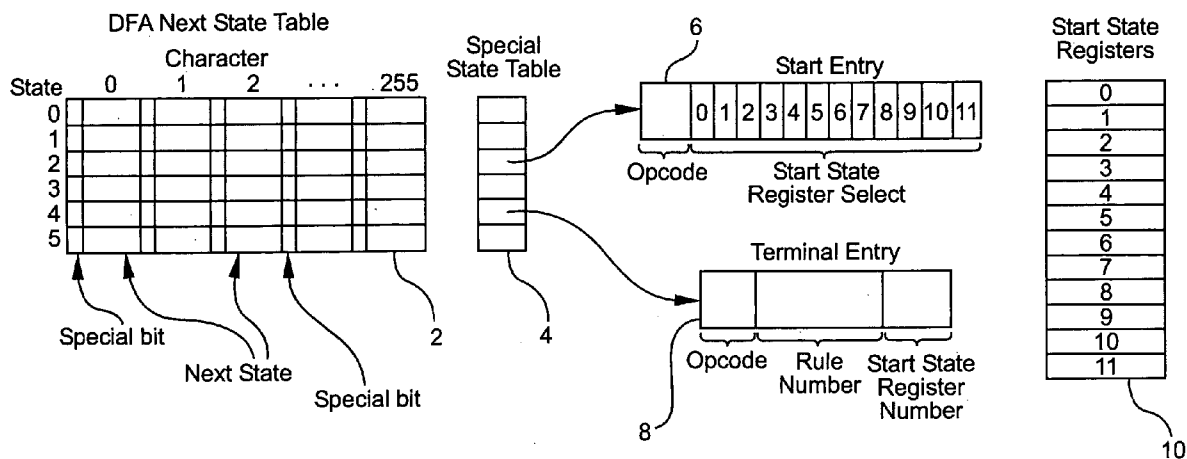 DFA Next State Table
Character
State 0 1 2 ... 255
0
1
2
3
4
5
Special bit
Next State
Special bit
2
Special
State Table
4
6
Start Entry
0 1 2 3 4 5 6 7 8 9 10 11
Opcode
Start State
Register Select
Terminal Entry
Opcode
Rule
Number
Start State
Register
Number
8
Start State
Registers
0
1
2
3
4
5
6
7
8
9
10
11
10